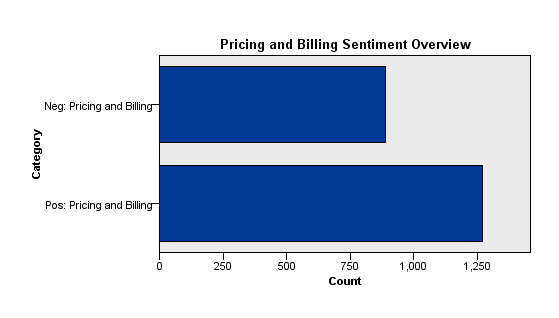 Pricing and Billing Sentiment Overview
Neg: Pricing and Billing
Category
Pos: Pricing and Billing
0 250 500 750 1,000 1,250
Count